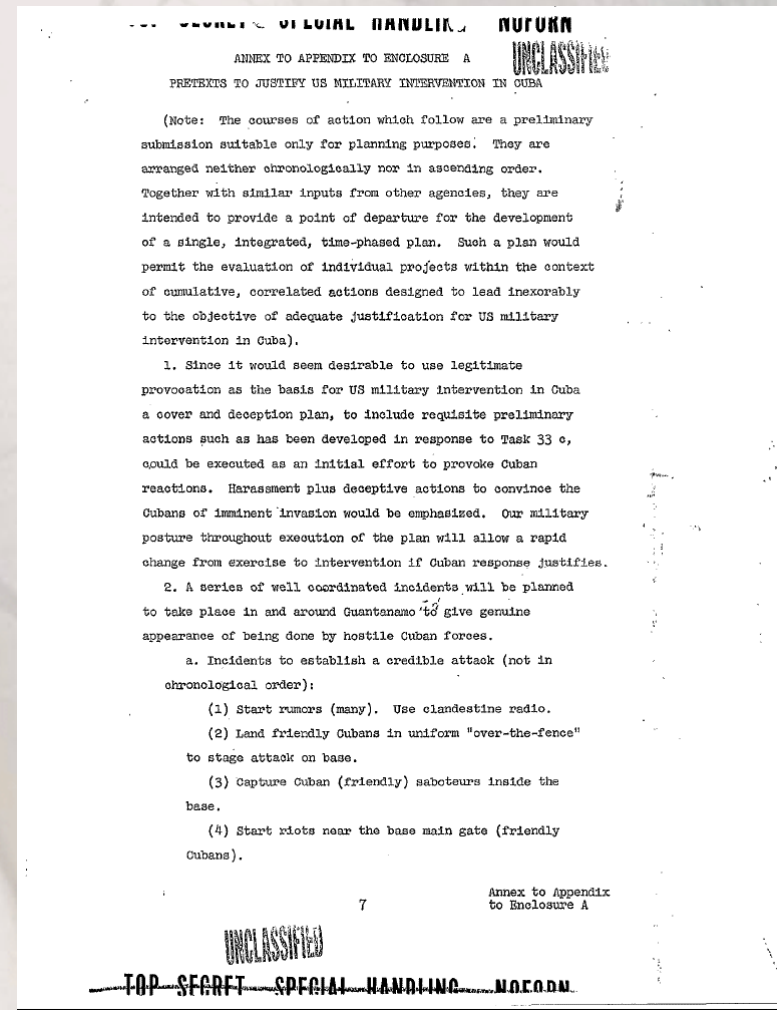 TOP SECRET SPECIAL HANDLING NOFORN
UNCLASSIFIED
ANNEX TO APPENDIX TO ENCLOSURE A
PRETEXTS TO JUSTIFY US MILITARY INTERVENTION IN CUBA
(Note: The courses of action which follow are a preliminary
submission suitable only for planning purposes. They are
arranged neither chronologically nor in ascending order.
Together with similar inputs from other agencies, they are
intended to provide a point of departure for the development
of a single, integrated, time-phased plan. Such a plan would
permit the evaluation of individual projects within the context
of cumulative, correlated actions designed to lead inexorably
to the objective of adequate justification for US military
intervention in Cuba).
1. Since it would seem desirable to use legitimate
provocation as the basis for US military intervention in Cuba
a cover and deception plan, to include requisite preliminary
actions such as has been developed in response to Task 33 c,
could be executed as an initial effort to provoke Cuban
reactions. Harassment plus deceptive actions to convince the
Cubans of imminent invasion would be emphasized. Our military
posture throughout execution of the plan will allow a rapid
change from exercise to intervention if Cuban response justifies.
2. A series of well coordinated incidents will be planned
to take place in and around Guantanamo to give genuine
appearance of being done by hostile Cuban forces.
a. Incidents to establish a credible attack (not in
chronological order):
(1) Start rumors (many). Use clandestine radio.
(2) Land friendly Cubans in uniform "over-the-fence"
to stage attack on base.
(3) Capture Cuban (friendly) saboteurs inside the
base.
(4) Start riots near the base main gate (friendly
Cubans).
Annex to Appendix
7 to Enclosure A
UNCLASSIFIED
TOP SECRET SPECIAL HANDLING NOFORN